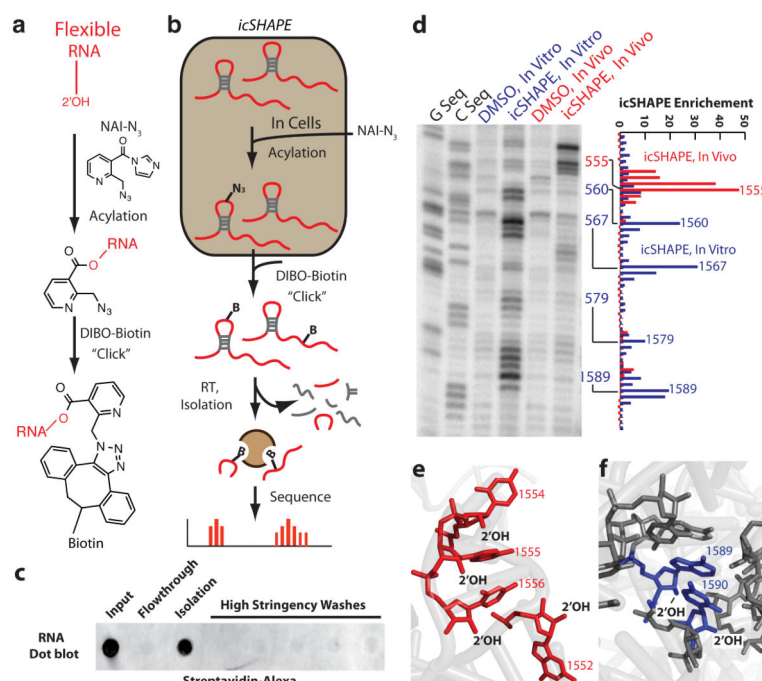 a
Flexible
RNA
2'OH
NAI-N3
O
N
N
N
N3
Acylation
RNA
O
O
N
N3
DIBO-Biotin
"Click"
O
RNA
O
N
N
N
N
Biotin
b
icSHAPE
In Cells
NAI-N3
Acylation
N3
DIBO-Biotin
"Click"
B
B
RT,
Isolation
B
B
Sequence
c
Input
Flowthrough
Isolation
High Stringency Washes
RNA
Dot blot
Streptavidin-Alexa
d
G Seq
C Seq
DMSO, In Vitro
icSHAPE, In Vitro
DMSO, In Vivo
icSHAPE, In Vivo
icSHAPE Enrichement
0 10 20 30 40 50
555
560
567
579
1589
icSHAPE, In Vivo
1555
1560
icSHAPE, In Vitro
1567
1579
1589
e
1554
2'OH
1555
2'OH
1556
2'OH
2'OH
1552
f
1589
1590
2'OH
2'OH